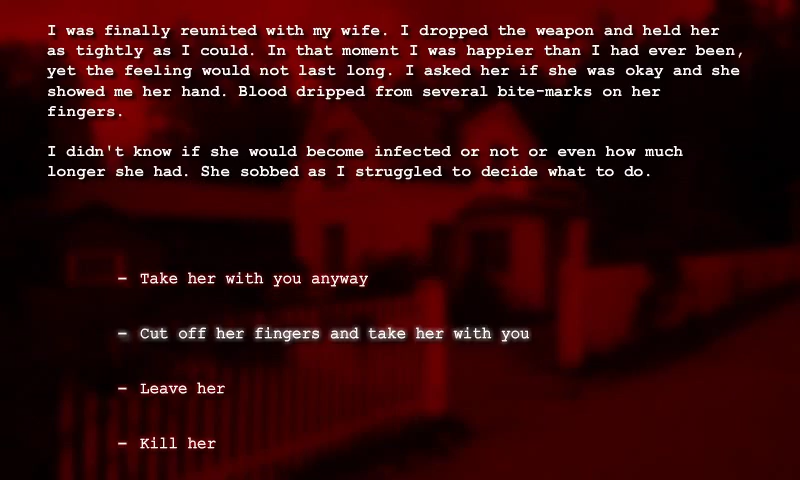 I was finally reunited with my wife. I dropped the weapon and held her
as tightly as I could. In that moment I was happier than I had ever been,
yet the feeling would not last long. I asked her if she was okay and she
showed me her hand. Blood dripped from several bite-marks on her
fingers.
I didn't know if she would become infected or not or even how much
longer she had. She sobbed as I struggled to decide what to do.
- Take her with you anyway
- Cut off her fingers and take her with you
- Leave her
- Kill her